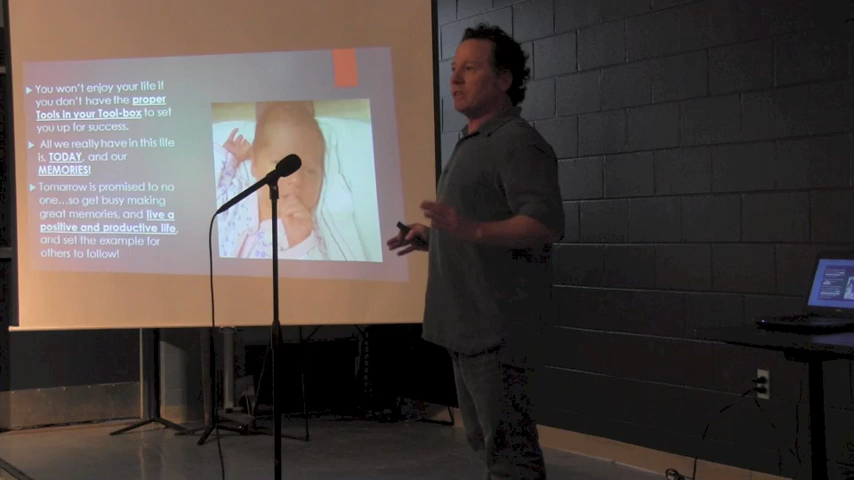 You won't enjoy your life if
you don't have the proper
Tools in your Tool-box to set
you up for success.
All we really have in this life
is, TODAY, and our
MEMORIES!
Tomorrow is promised to no
one...so get busy making
great memories, and live a
positive and productive life,
and set the example for
others to follow!